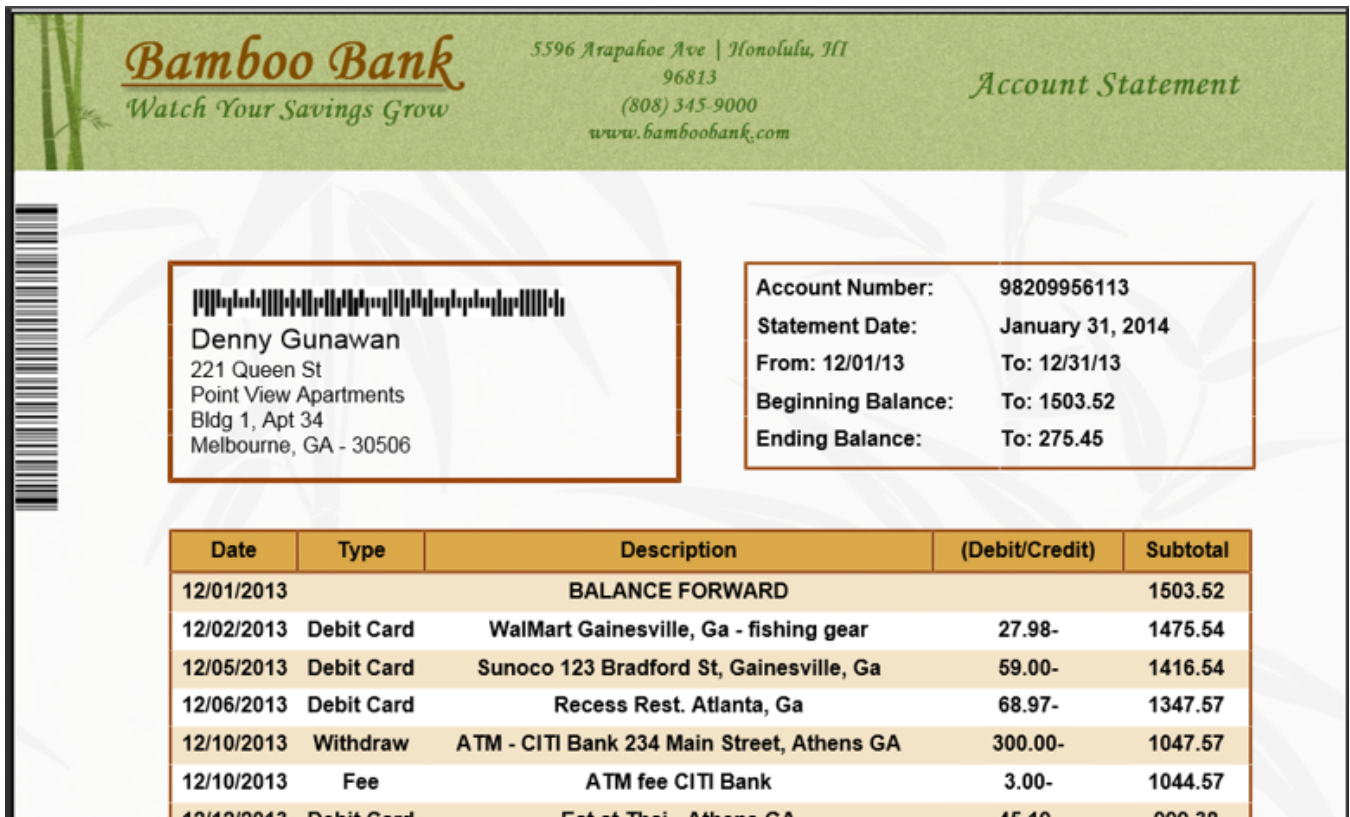 Bamboo Bank
Watch Your Savings Grow
5596 Arapahoe Ave | Honolulu, HI
96813
(808) 345-9000
www.bamboobank.com
Account Statement
Denny Gunawan
221 Queen St
Point View Apartments
Bldg 1, Apt 34
Melbourne, GA - 30506
Account Number: 98209956113
Statement Date: January 31, 2014
From: 12/01/13 To: 12/31/13
Beginning Balance: To: 1503.52
Ending Balance: To: 275.45
Date Type Description (Debit/Credit) Subtotal
12/01/2013 BALANCE FORWARD 1503.52
12/02/2013 Debit Card WalMart Gainesville, Ga - fishing gear 27.98- 1475.54
12/05/2013 Debit Card Sunoco 123 Bradford St, Gainesville, Ga 59.00- 1416.54
12/06/2013 Debit Card Recess Rest. Atlanta, Ga 68.97- 1347.57
12/10/2013 Withdraw ATM - CITI Bank 234 Main Street, Athens GA 300.00- 1047.57
12/10/2013 Fee ATM fee CITI Bank 3.00- 1044.57
Debit Card Eat at Thai - Athens GA